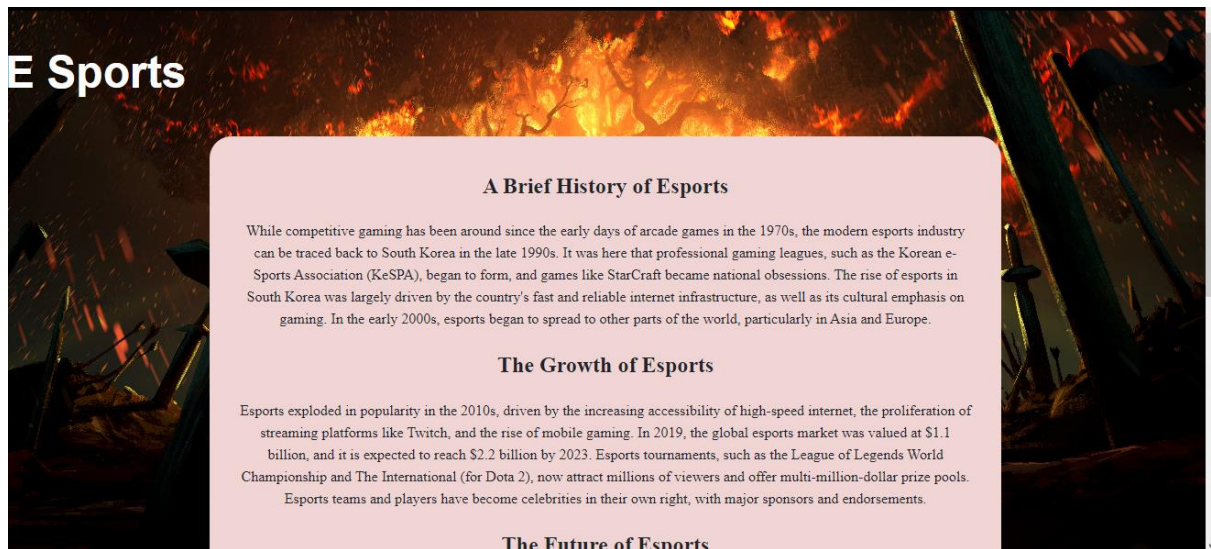 E Sports
A Brief History of Esports
While competitive gaming has been around since the early days of arcade games in the 1970s, the modern esports industry
can be traced back to South Korea in the late 1990s. It was here that professional gaming leagues, such as the Korean e-
Sports Association (KeSPA), began to form, and games like StarCraft became national obsessions. The rise of esports in
South Korea was largely driven by the country's fast and reliable internet infrastructure, as well as its cultural emphasis on
gaming. In the early 2000s, esports began to spread to other parts of the world, particularly in Asia and Europe.
The Growth of Esports
Esports exploded in popularity in the 2010s, driven by the increasing accessibility of high-speed internet, the proliferation of
streaming platforms like Twitch, and the rise of mobile gaming. In 2019, the global esports market was valued at $1.1
billion, and it is expected to reach $2.2 billion by 2023. Esports tournaments, such as the League of Legends World
Championship and The International (for Dota 2), now attract millions of viewers and offer multi-million-dollar prize pools.
Esports teams and players have become celebrities in their own right, with major sponsors and endorsements.
The Future of Esports